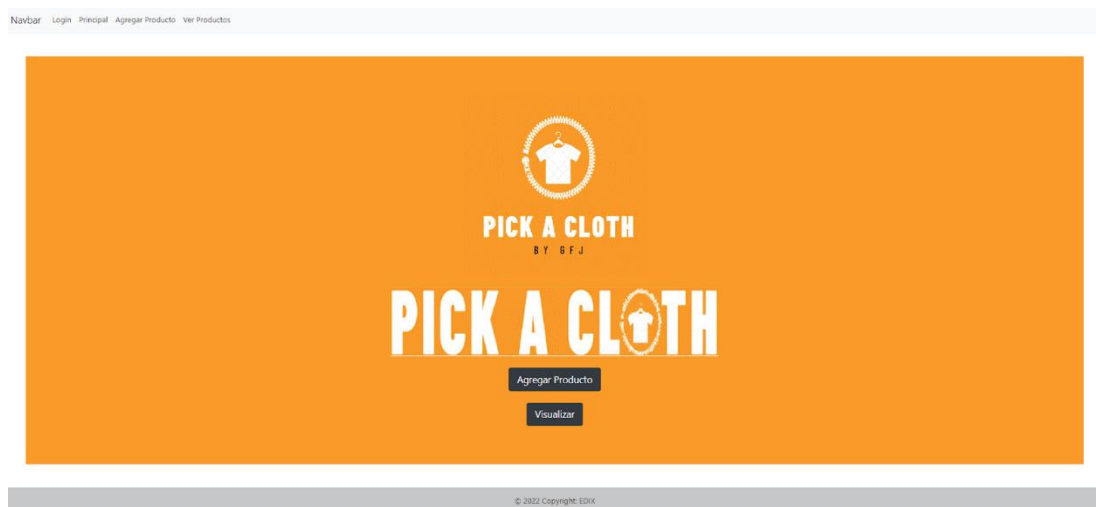 Navbar Login Principal Agregar Producto Ver Productos
PICK A CLOTH
BY GFJ
PICK A CLOTH
Agregar Producto
Visualizar
© 2022 Copyright: EDIX